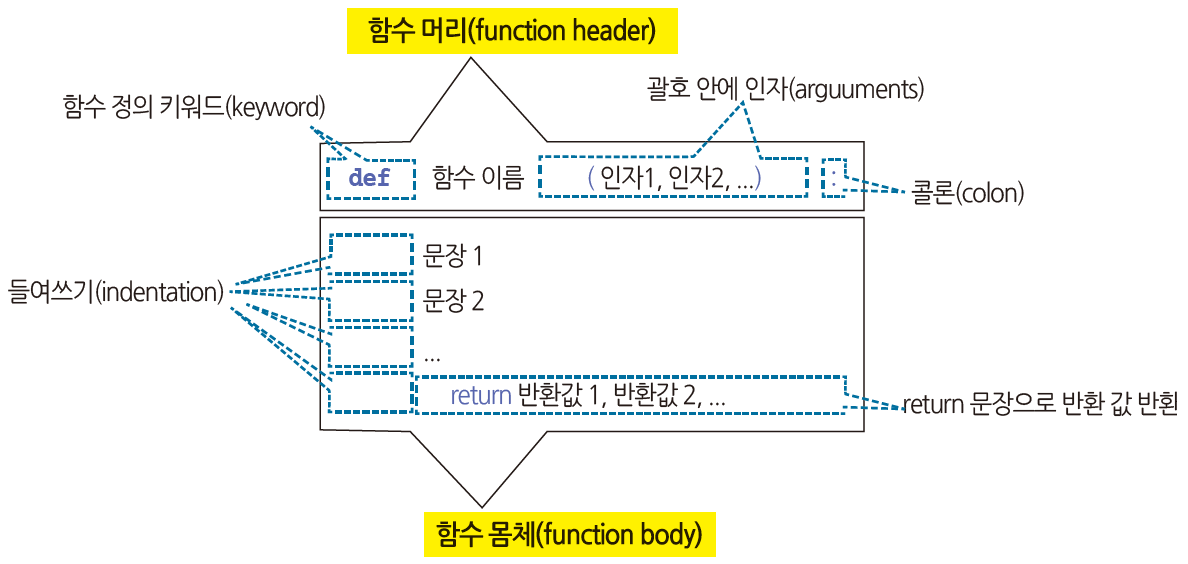 함수 머리(function header)
괄호 안에 인자(arguuments)
함수 정의 키워드(keyword)
def 함수 이름 ( 인자1, 인자2, ...) :
콜론(colon)
문장 1
들여쓰기(indentation)
문장 2
...
return 반환값 1, 반환값 2, ...
return 문장으로 반환 값 반환
함수 몸체(function body)